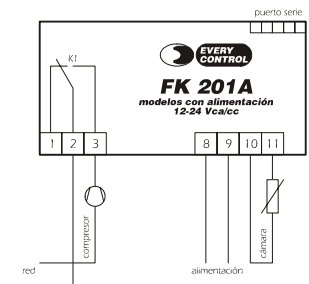 puerto serie
K1
EVERY
CONTROL
FK 201A
modelos con alimentación
12-24 Vca/cc
1 2 3 8 9 10 11
compresor
cámara
red
alimentación